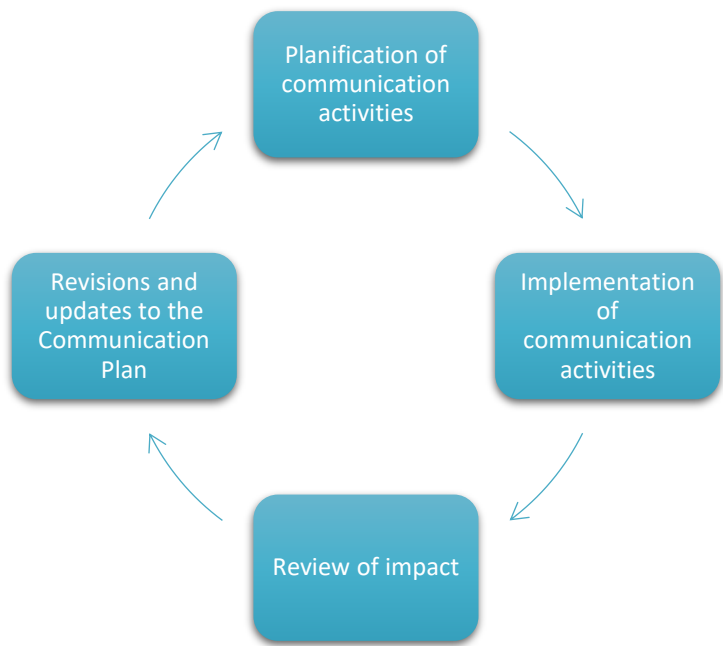 Planification of
communication
activities
Implementation
of
communication
activities
Review of impact
Revisions and
updates to the
Communication
Plan